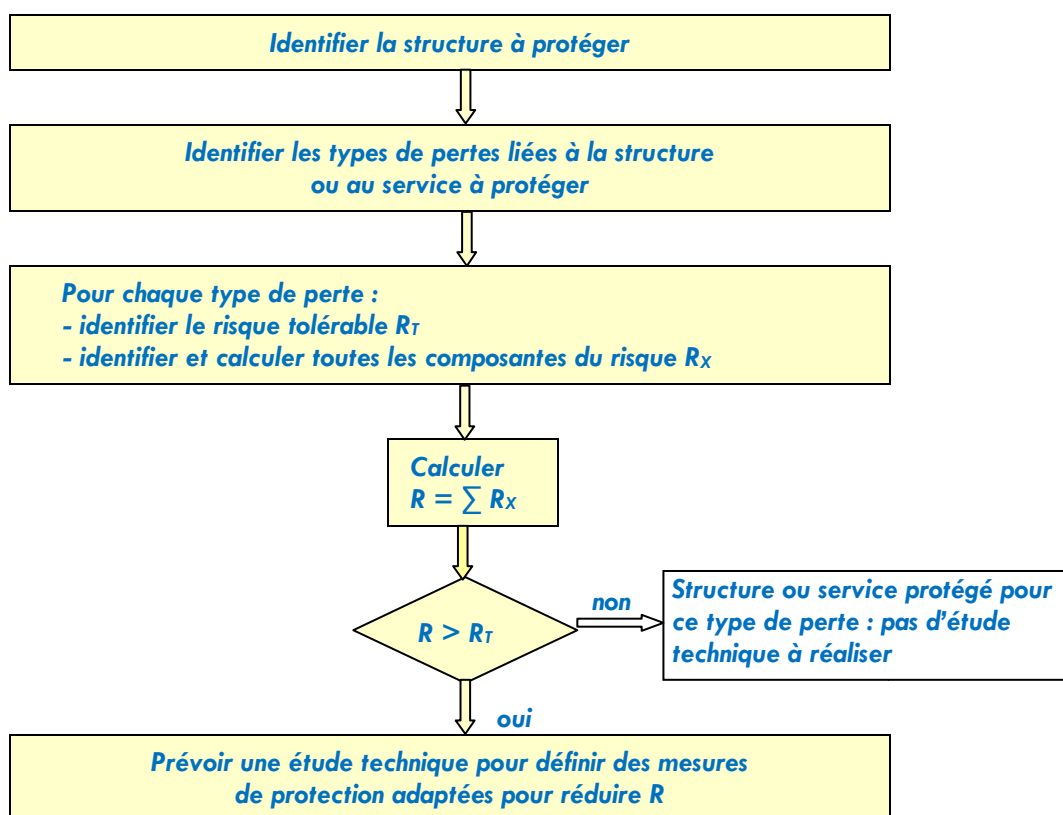 Identifier la structure à protéger
Identifier les types de pertes liées à la structure
ou au service à protéger
Pour chaque type de perte :
- identifier le risque tolérable RT
- identifier et calculer toutes les composantes du risque RX
Calculer
R = ∑ RX
R > RT
non
Structure ou service protégé pour
ce type de perte : pas d’étude
technique à réaliser
oui
Prévoir une étude technique pour définir des mesures
de protection adaptées pour réduire R